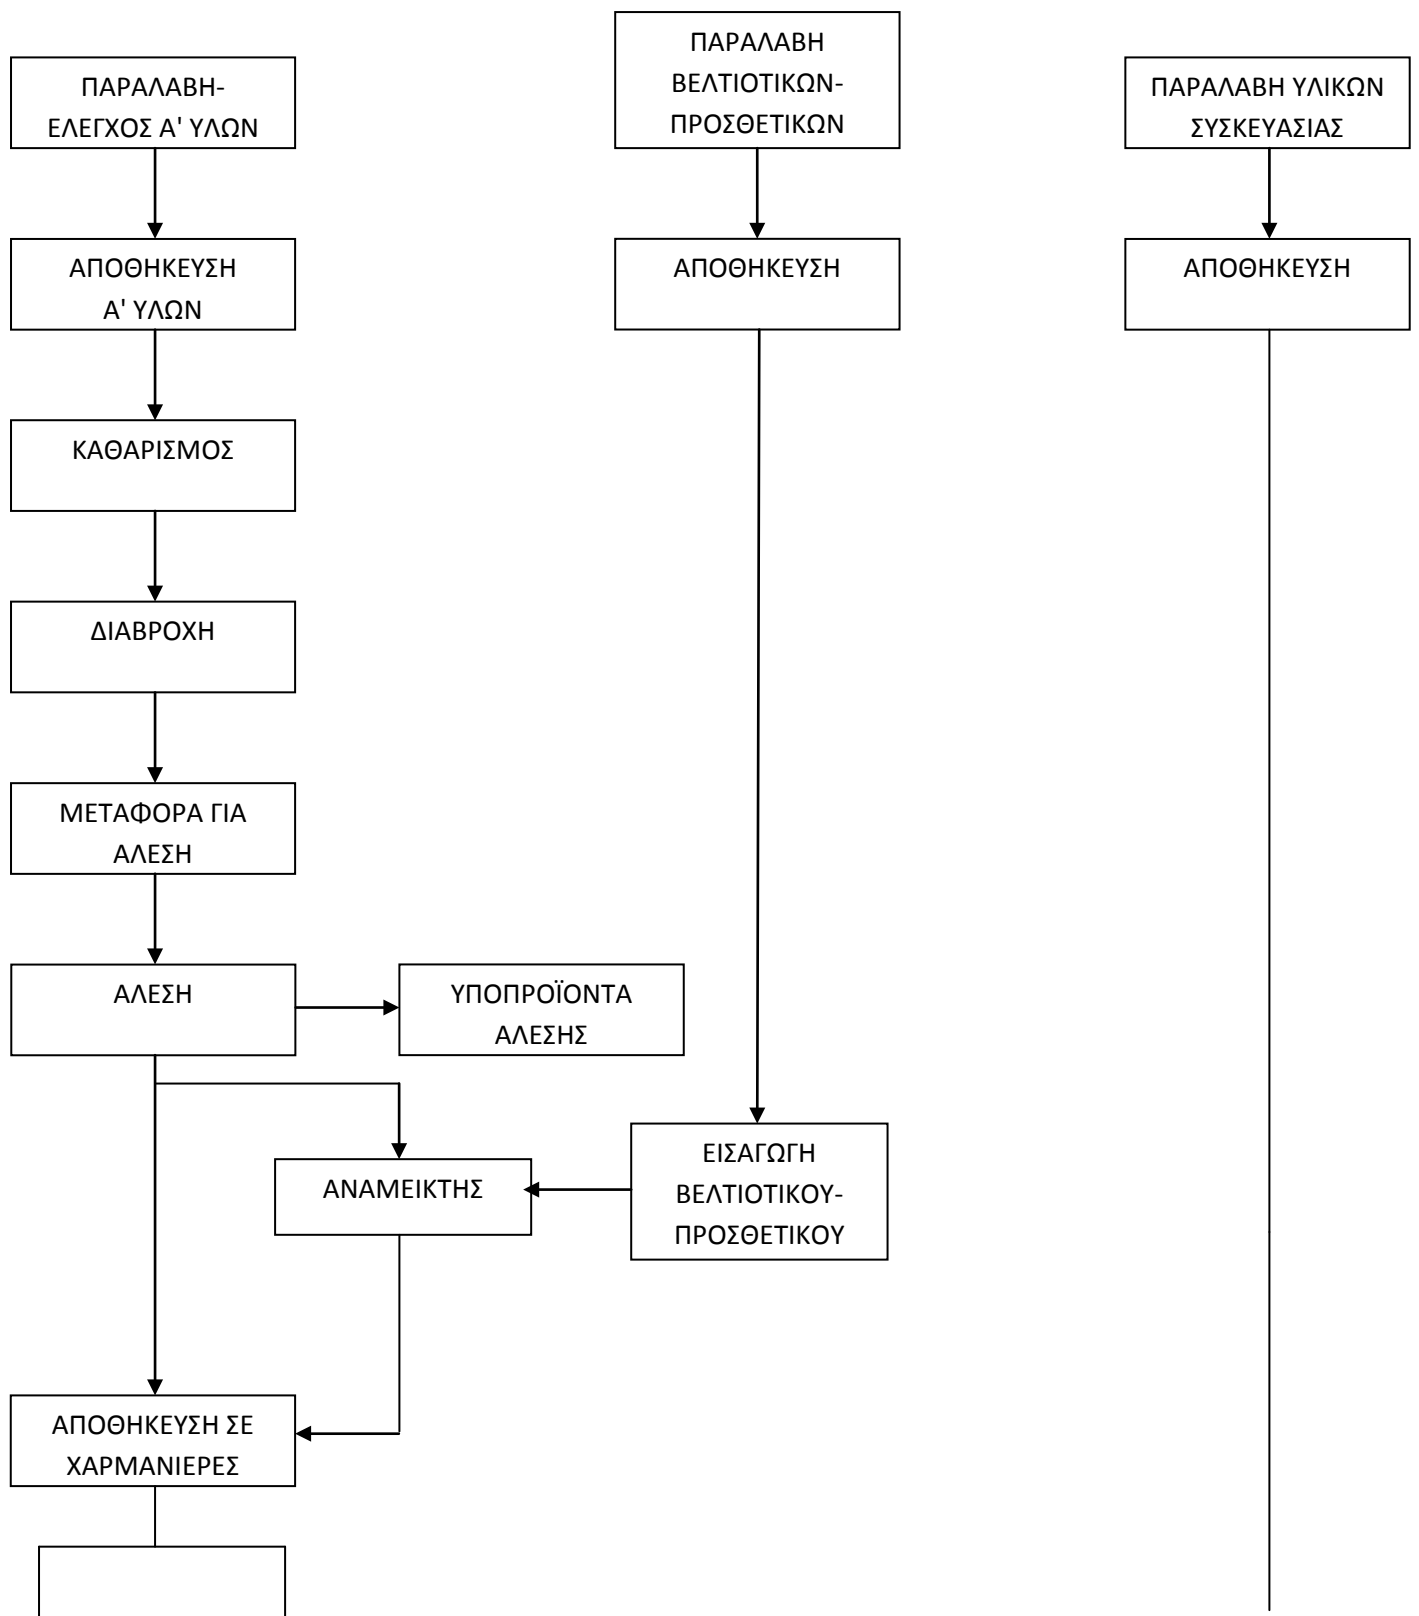 ΠΑΡΑΛΑΒΗ-
ΕΛΕΓΧΟΣ Α' ΥΛΩΝ
ΠΑΡΑΛΑΒΗ
ΒΕΛΤΙΟΤΙΚΩΝ-
ΠΡΟΣΘΕΤΙΚΩΝ
ΠΑΡΑΛΑΒΗ ΥΛΙΚΩΝ
ΣΥΣΚΕΥΑΣΙΑΣ
ΑΠΟΘΗΚΕΥΣΗ
Α' ΥΛΩΝ
ΑΠΟΘΗΚΕΥΣΗ
ΑΠΟΘΗΚΕΥΣΗ
ΚΑΘΑΡΙΣΜΟΣ
ΔΙΑΒΡΟΧΗ
ΜΕΤΑΦΟΡΑ ΓΙΑ
ΑΛΕΣΗ
ΑΛΕΣΗ
ΥΠΟΠΡΟΪΟΝΤΑ
ΑΛΕΣΗΣ
ΑΝΑΜΕΙΚΤΗΣ
ΕΙΣΑΓΩΓΗ
ΒΕΛΤΙΟΤΙΚΟΥ-
ΠΡΟΣΘΕΤΙΚΟΥ
ΑΠΟΘΗΚΕΥΣΗ ΣΕ
ΧΑΡΜΑΝΙΕΡΕΣ